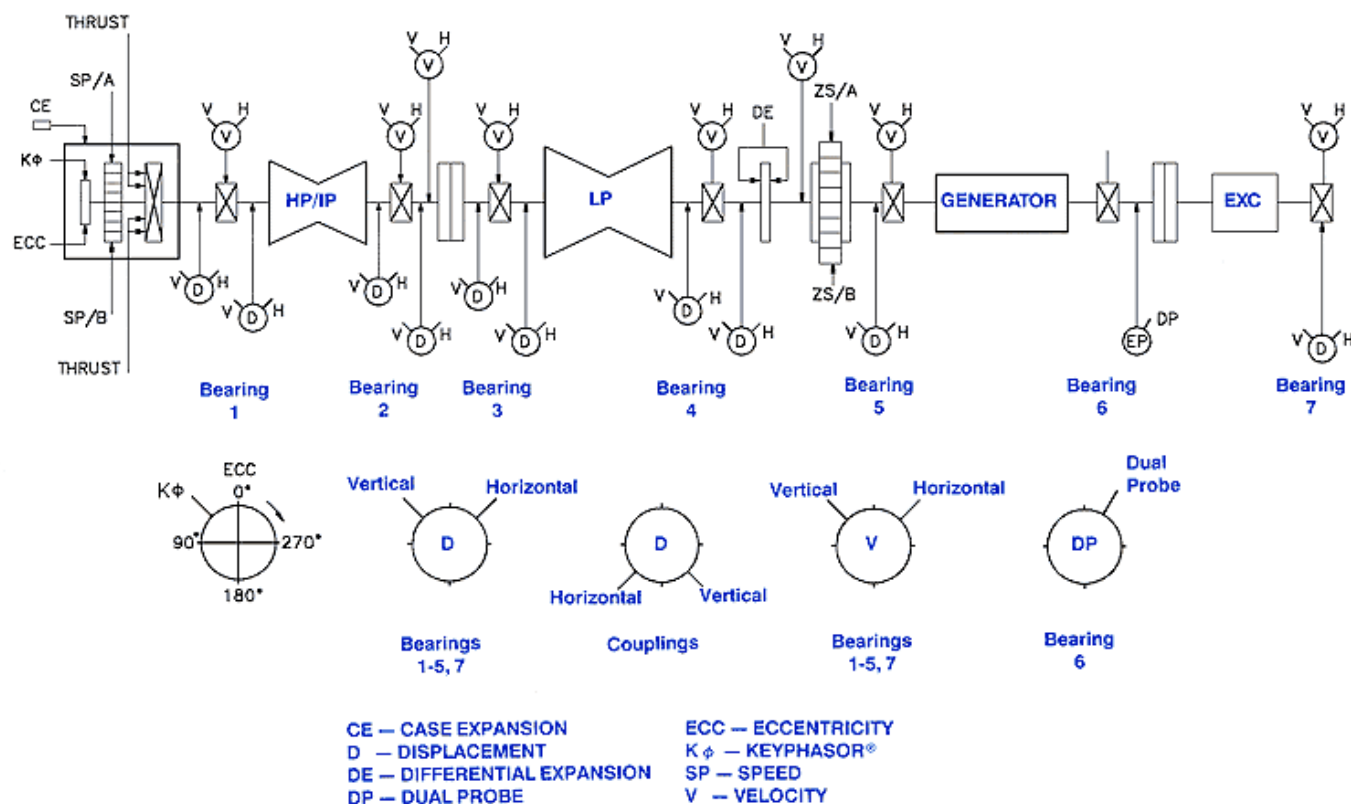 THRUST
SP/A
CE
KΦ
ECC
SP/B
THRUST
V H
V
V H
V
V H
V
V H
V
V H
V
V H
V
V H
V
V H
V
DE
ZS/A
ZS/B
HP/IP
LP
GENERATOR
EXC
V D H
V D H
V D H
V D H
V D H
V D H
V D H
V D H
V D H
EP DP
V D H
Bearing
1
Bearing
2
Bearing
3
Bearing
4
Bearing
5
Bearing
6
Bearing
7
ECC
KΦ
0°
90°
270°
180°
Vertical
Horizontal
D
Bearings
1-5, 7
D
Horizontal
Vertical
Couplings
Vertical
Horizontal
V
Bearings
1-5, 7
Dual
Probe
DP
Bearing
6
CE — CASE EXPANSION
D — DISPLACEMENT
DE — DIFFERENTIAL EXPANSION
DP — DUAL PROBE
ECC — ECCENTRICITY
K ϕ — KEYPHASOR®
SP — SPEED
V — VELOCITY